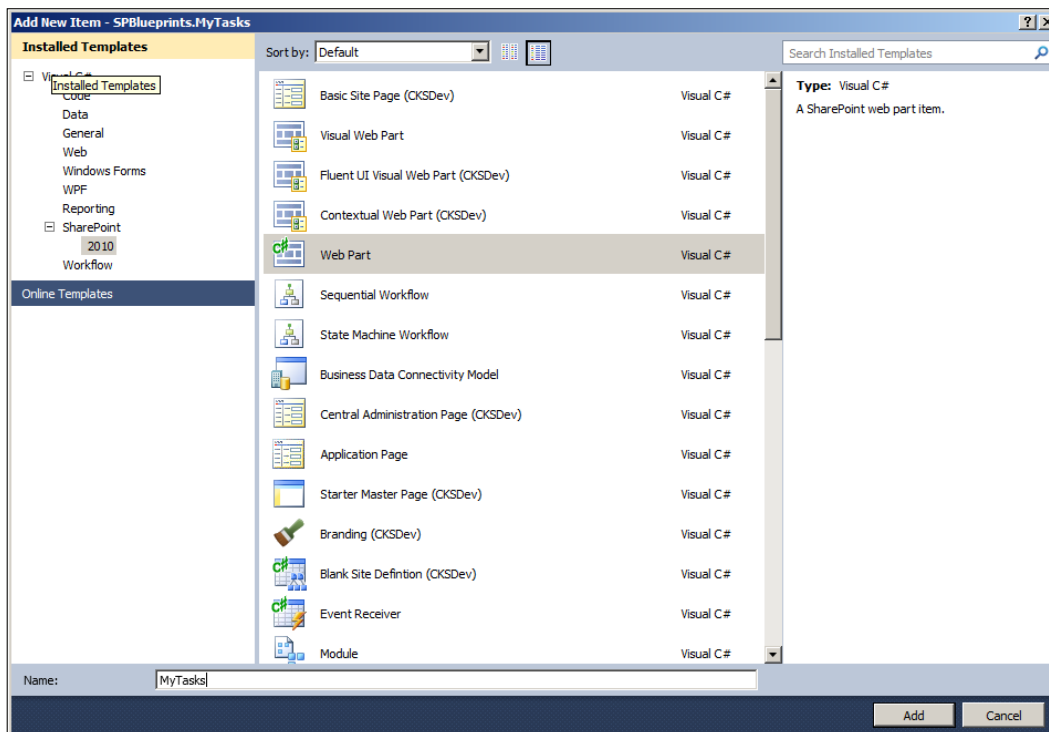 Add New Item - SPBlueprints.MyTasks
Installed Templates
Sort by: Default
Search Installed Templates
Installed Templates
Code
Data
General
Web
Windows Forms
WPF
Reporting
SharePoint
2010
Workflow
Online Templates
Basic Site Page (CKSDev) Visual C#
Visual Web Part Visual C#
Fluent UI Visual Web Part (CKSDev) Visual C#
Contextual Web Part (CKSDev) Visual C#
Web Part Visual C#
Sequential Workflow Visual C#
State Machine Workflow Visual C#
Business Data Connectivity Model Visual C#
Central Administration Page (CKSDev) Visual C#
Application Page Visual C#
Starter Master Page (CKSDev) Visual C#
Branding (CKSDev) Visual C#
Blank Site Defintion (CKSDev) Visual C#
Event Receiver Visual C#
Module Visual C#
Type: Visual C#
A SharePoint web part item.
Name: MyTasks
Add Cancel